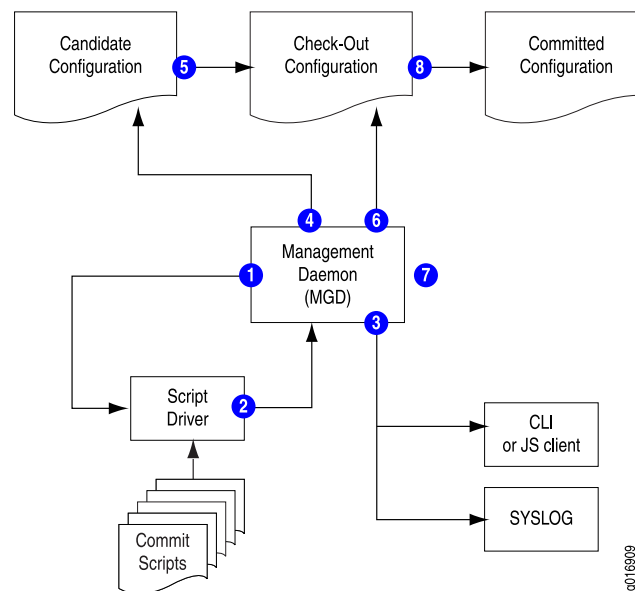 Candidate
Configuration
5
Check-Out
Configuration
8
Committed
Configuration
4
6
1
Management
Daemon
(MGD)
7
3
Script
Driver
2
CLI
or JS client
SYSLOG
Commit
Scripts
g016909